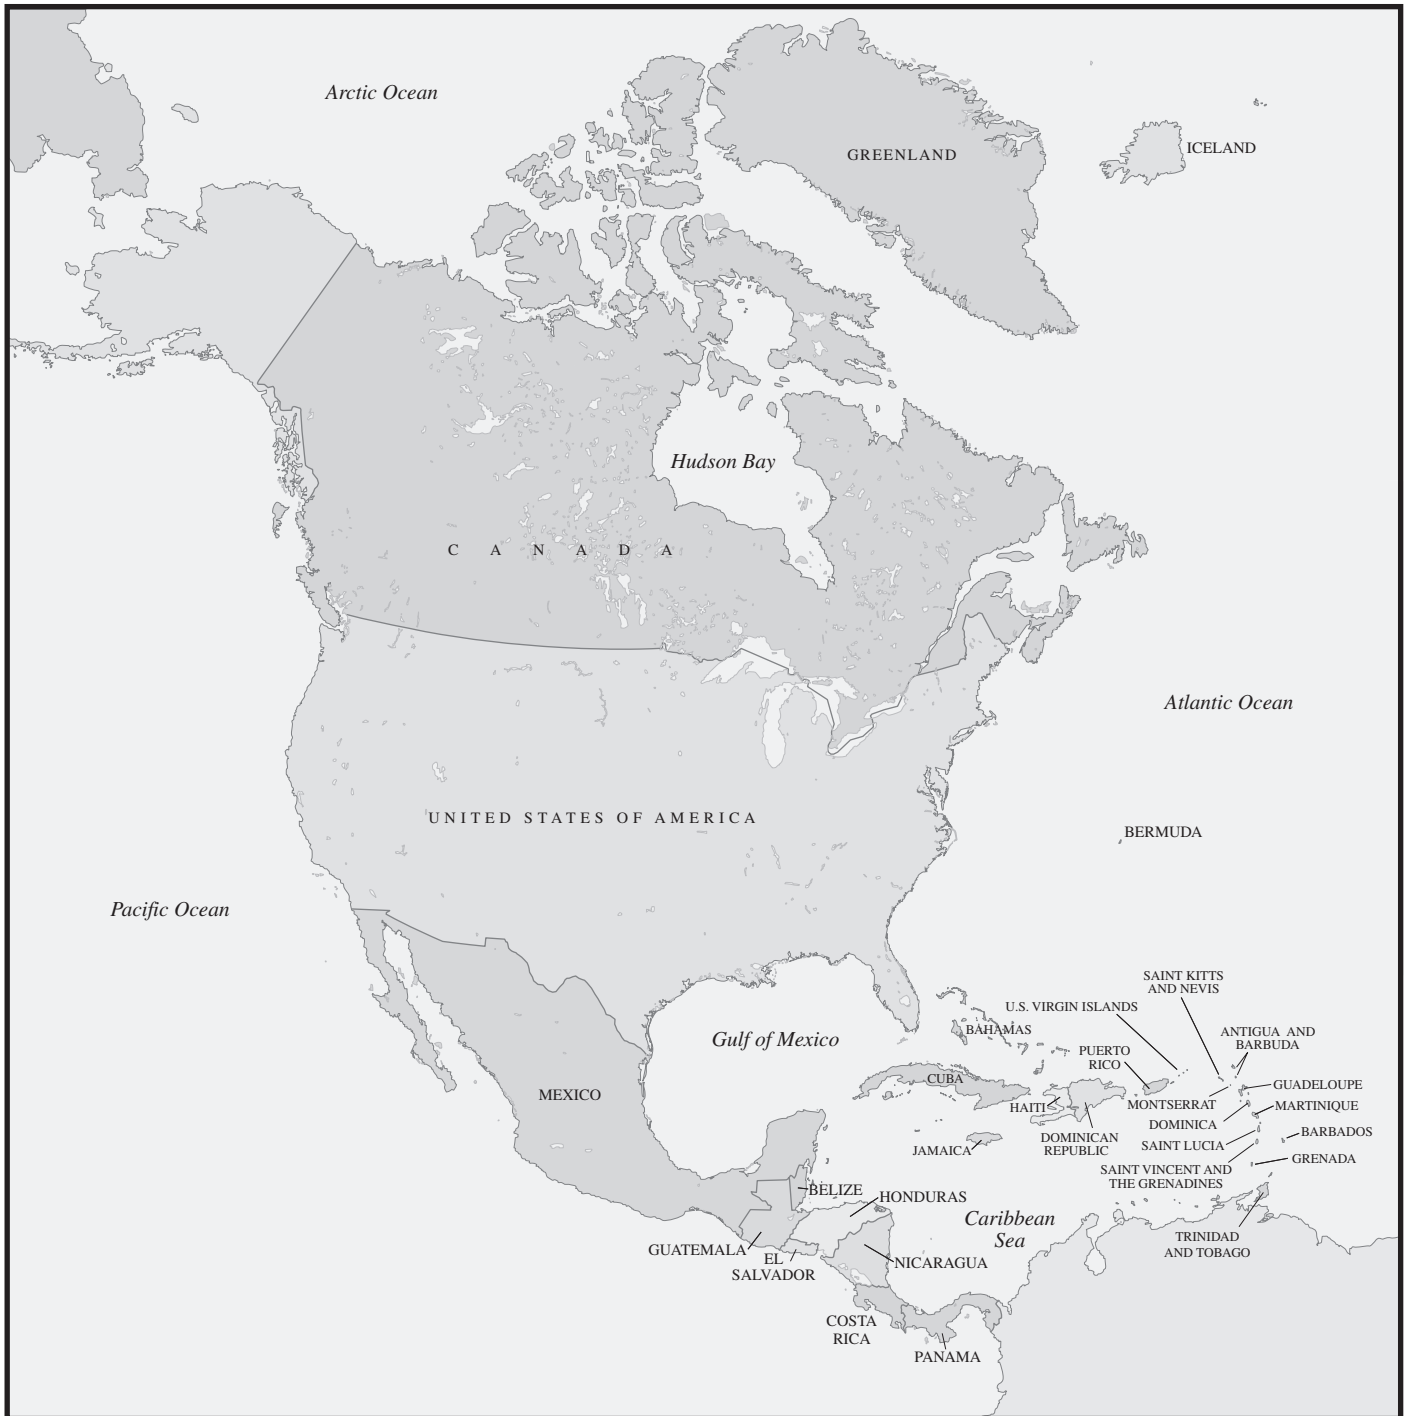 Arctic Ocean
GREENLAND
ICELAND
Hudson Bay
C A N A D A
Atlantic Ocean
UNITED STATES OF AMERICA
BERMUDA
Pacific Ocean
SAINT KITTS
AND NEVIS
U.S. VIRGIN ISLANDS
BAHAMAS
ANTIGUA AND
BARBUDA
Gulf of Mexico
PUERTO
RICO
CUBA
GUADELOUPE
MEXICO
HAITI
MONTSERRAT
MARTINIQUE
DOMINICA
DOMINICAN
REPUBLIC
BARBADOS
JAMAICA
SAINT LUCIA
GRENADA
SAINT VINCENT AND
THE GRENADINES
BELIZE
HONDURAS
Caribbean
Sea
TRINIDAD
AND TOBAGO
GUATEMALA
EL
SALVADOR
NICARAGUA
COSTA
RICA
PANAMA